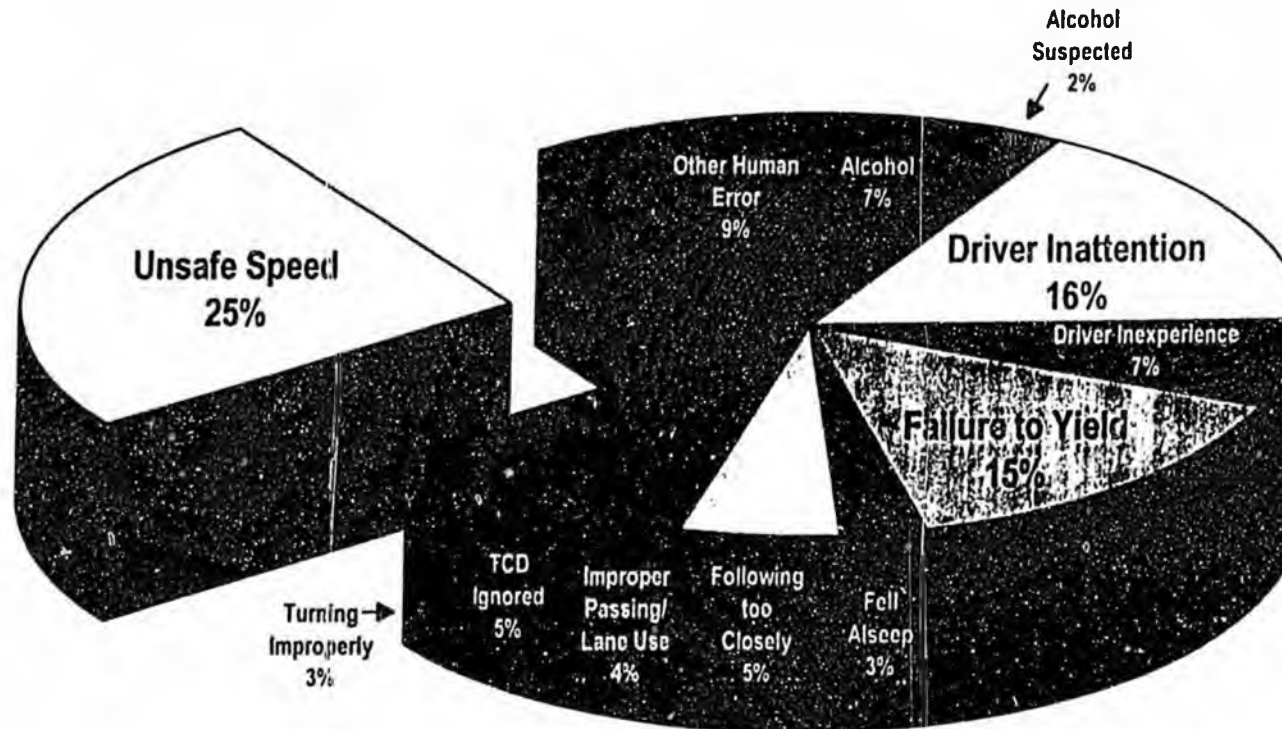 Alcohol
Suspected
2%
Other Human
Error
9%
Alcohol
7%
Driver Inattention
16%
Unsafe Speed
25%
Driver Inexperience
7%
Failure to Yield
15%
TCD
Ignored
5%
Improper
Passing/
Lane Use
4%
Following
too
Closely
5%
Fell
Alseep
3%
Turning
Improperly
3%